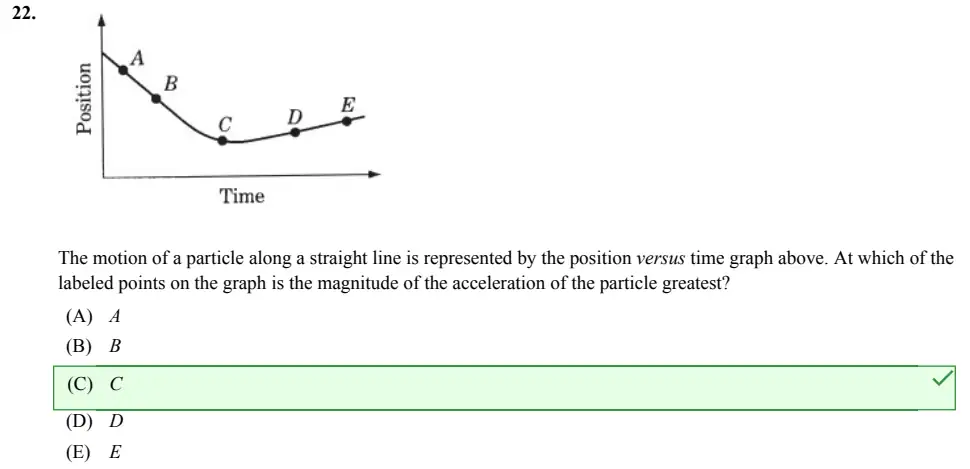 22.
Position
A
B
C
D
E
Time
The motion of a particle along a straight line is represented by the position versus time graph above. At which of the
labeled points on the graph is the magnitude of the acceleration of the particle greatest?
(A) A
(B) B
(C) C
(D) D
(E) E